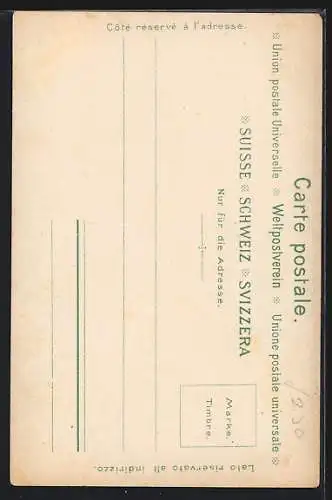 Carte postale.
※ Union postale Universelle ※ Weltpostverein ※ Unione postale universale ※
SUISSE ※ SCHWEIZ ※ SVIZZERA
Nur für die Adresse.
Côté reservé à l'adresse.
Marke.
Timbre.
Lato riservato all indirizzo.